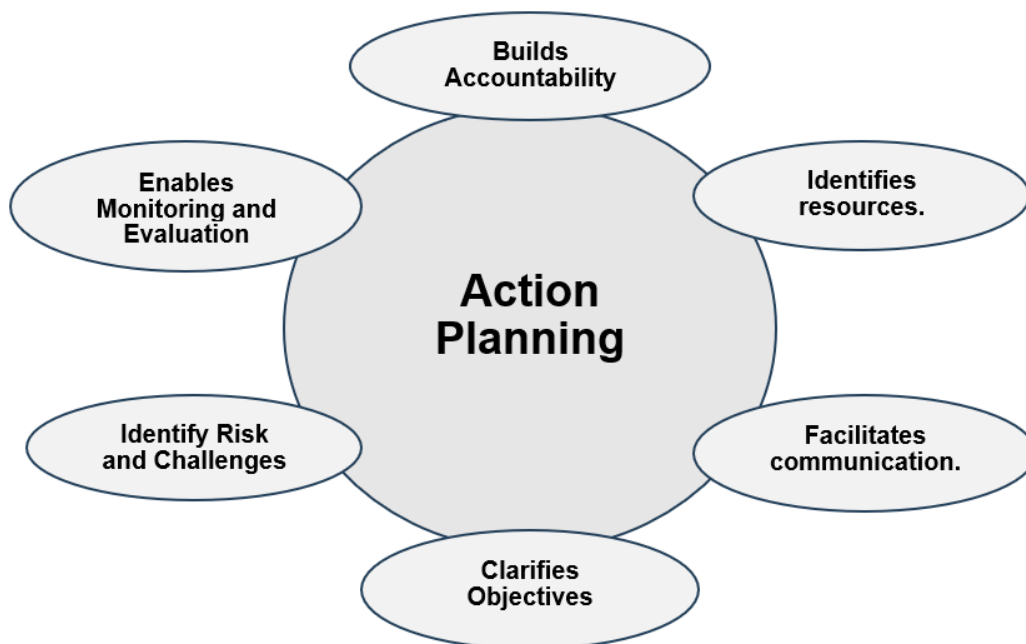 Builds
Accountability
Enables
Monitoring and
Evaluation
Identifies
resources.
Action
Planning
Identify Risk
and Challenges
Facilitates
communication.
Clarifies
Objectives